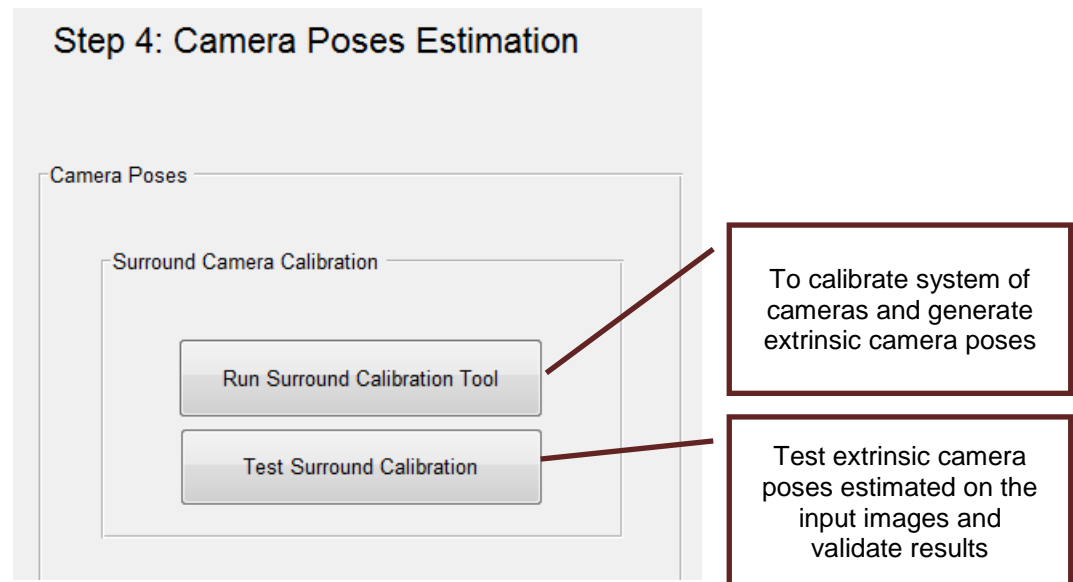 Step 4: Camera Poses Estimation
Camera Poses
Surround Camera Calibration
Run Surround Calibration Tool
Test Surround Calibration
To calibrate system of
cameras and generate
extrinsic camera poses
Test extrinsic camera
poses estimated on the
input images and
validate results